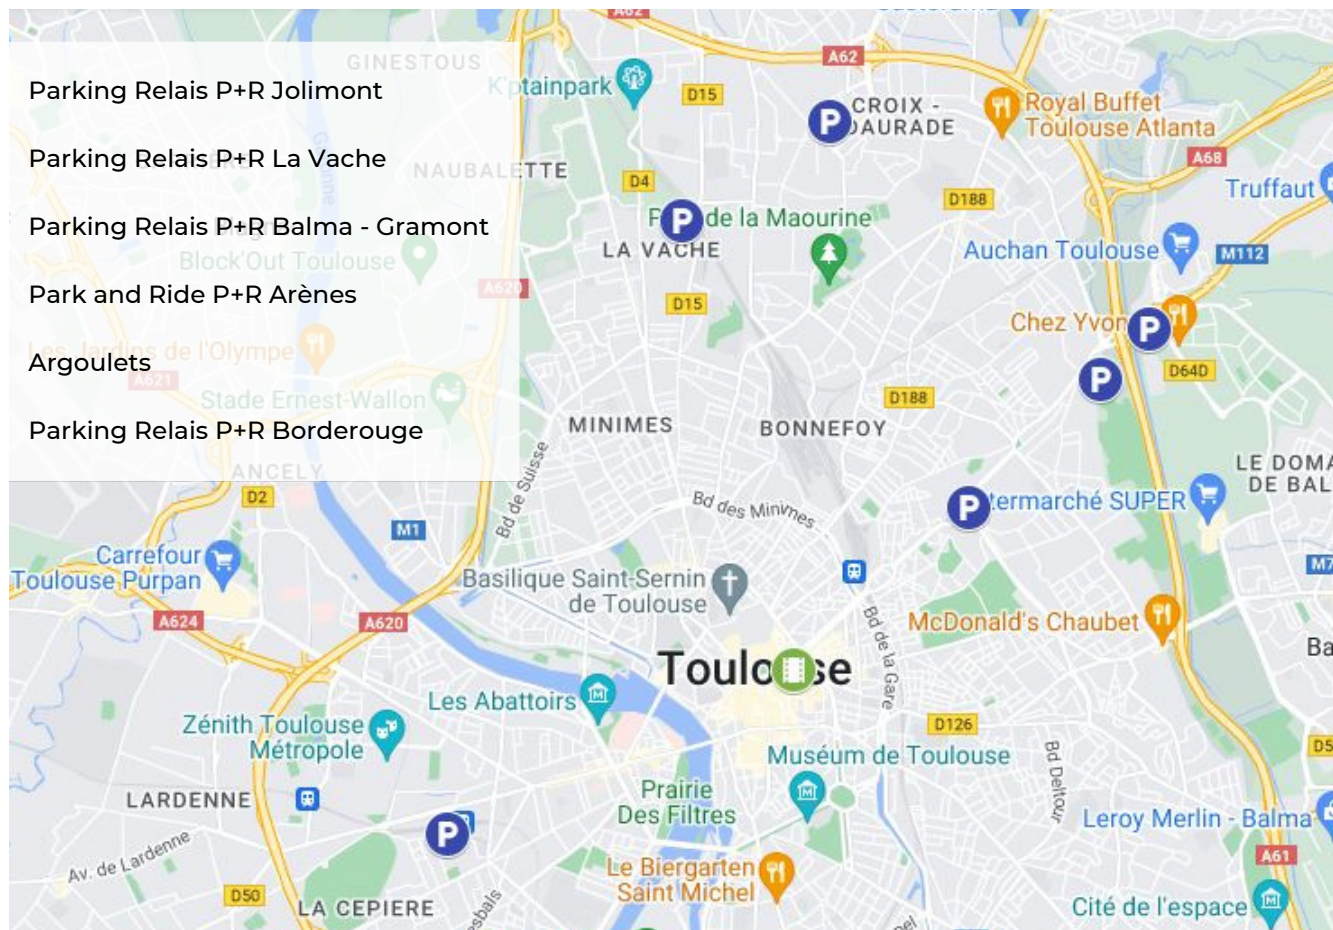 Parking Relais P+R Jolimont
Parking Relais P+R La Vache
Parking Relais P+R Balma - Gramont
Park and Ride P+R Arènes
Argoulets
Parking Relais P+R Borderouge
A62
GINESTOUS
K'ptainpark
D15
A62
P
CROIX -
DAURADE
Royal Buffet
Toulouse Atlanta
A68
NAUBALETTE
D4
D188
Truffaut
P
de la Maourine
LA VACHE
Auchan Toulouse
M112
Block'Out Toulouse
A620
D15
Chez Yvon
P
Les Jardins de l'Olympe
A621
P
D64D
Stade Ernest-Wallon
D188
MINIMES
BONNEFOY
ANCELY
Bd de Suisse
LE DOMA
DE BAL
D2
Bd des Minimes
P
termarché SUPER
M1
Carrefour
Toulouse Purpan
Basilique Saint-Sernin
de Toulouse
M7
A624
A620
McDonald's Chaubet
Bd de la Gare
Toulouse
Ba
Les Abattoirs
Zénith Toulouse
Métropole
D126
D5
Muséum de Toulouse
Bd Deltour
Prairie
Des Filtres
LARDENNE
P
Leroy Merlin - Balma
Av. de Lardenne
A61
Le Biergarten
Saint Michel
D50
LA CEPIERE
esbals
Cité de l'espace